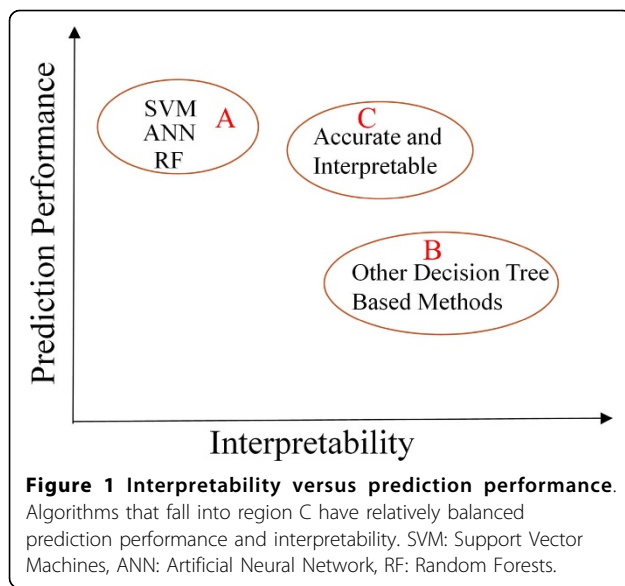 Prediction Performance
SVM
ANN
RF
A
C
Accurate and
Interpretable
B
Other Decision Tree
Based Methods
Interpretability
Figure 1 Interpretability versus prediction performance.
Algorithms that fall into region C have relatively balanced
prediction performance and interpretability. SVM: Support Vector
Machines, ANN: Artificial Neural Network, RF: Random Forests.